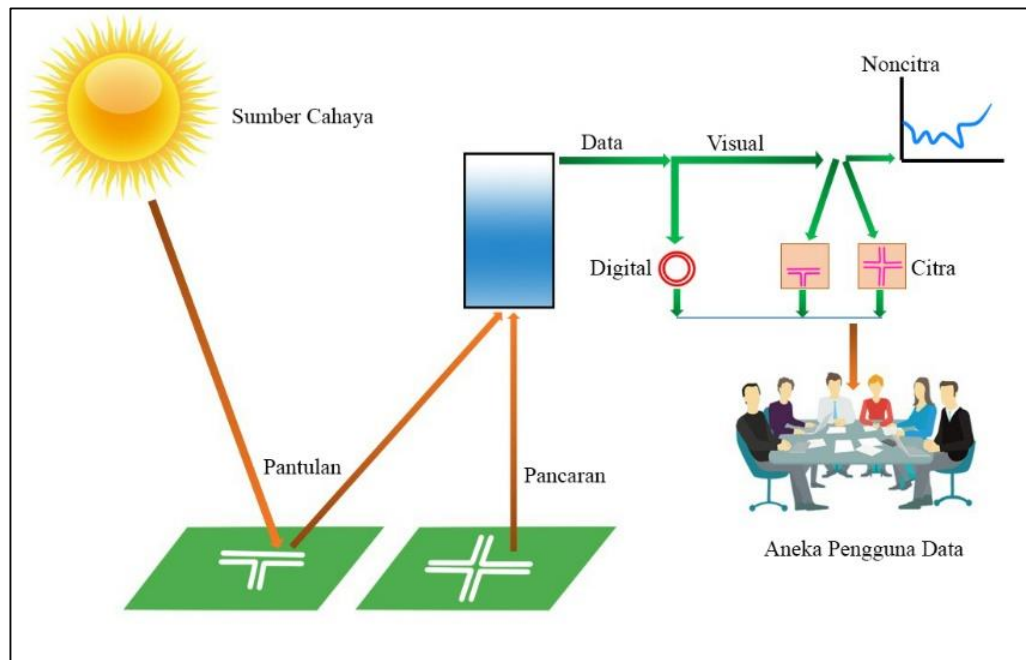 Noncitra
Sumber Cahaya
Data
Visual
Digital
Citra
Pantulan
Pancaran
Aneka Pengguna Data